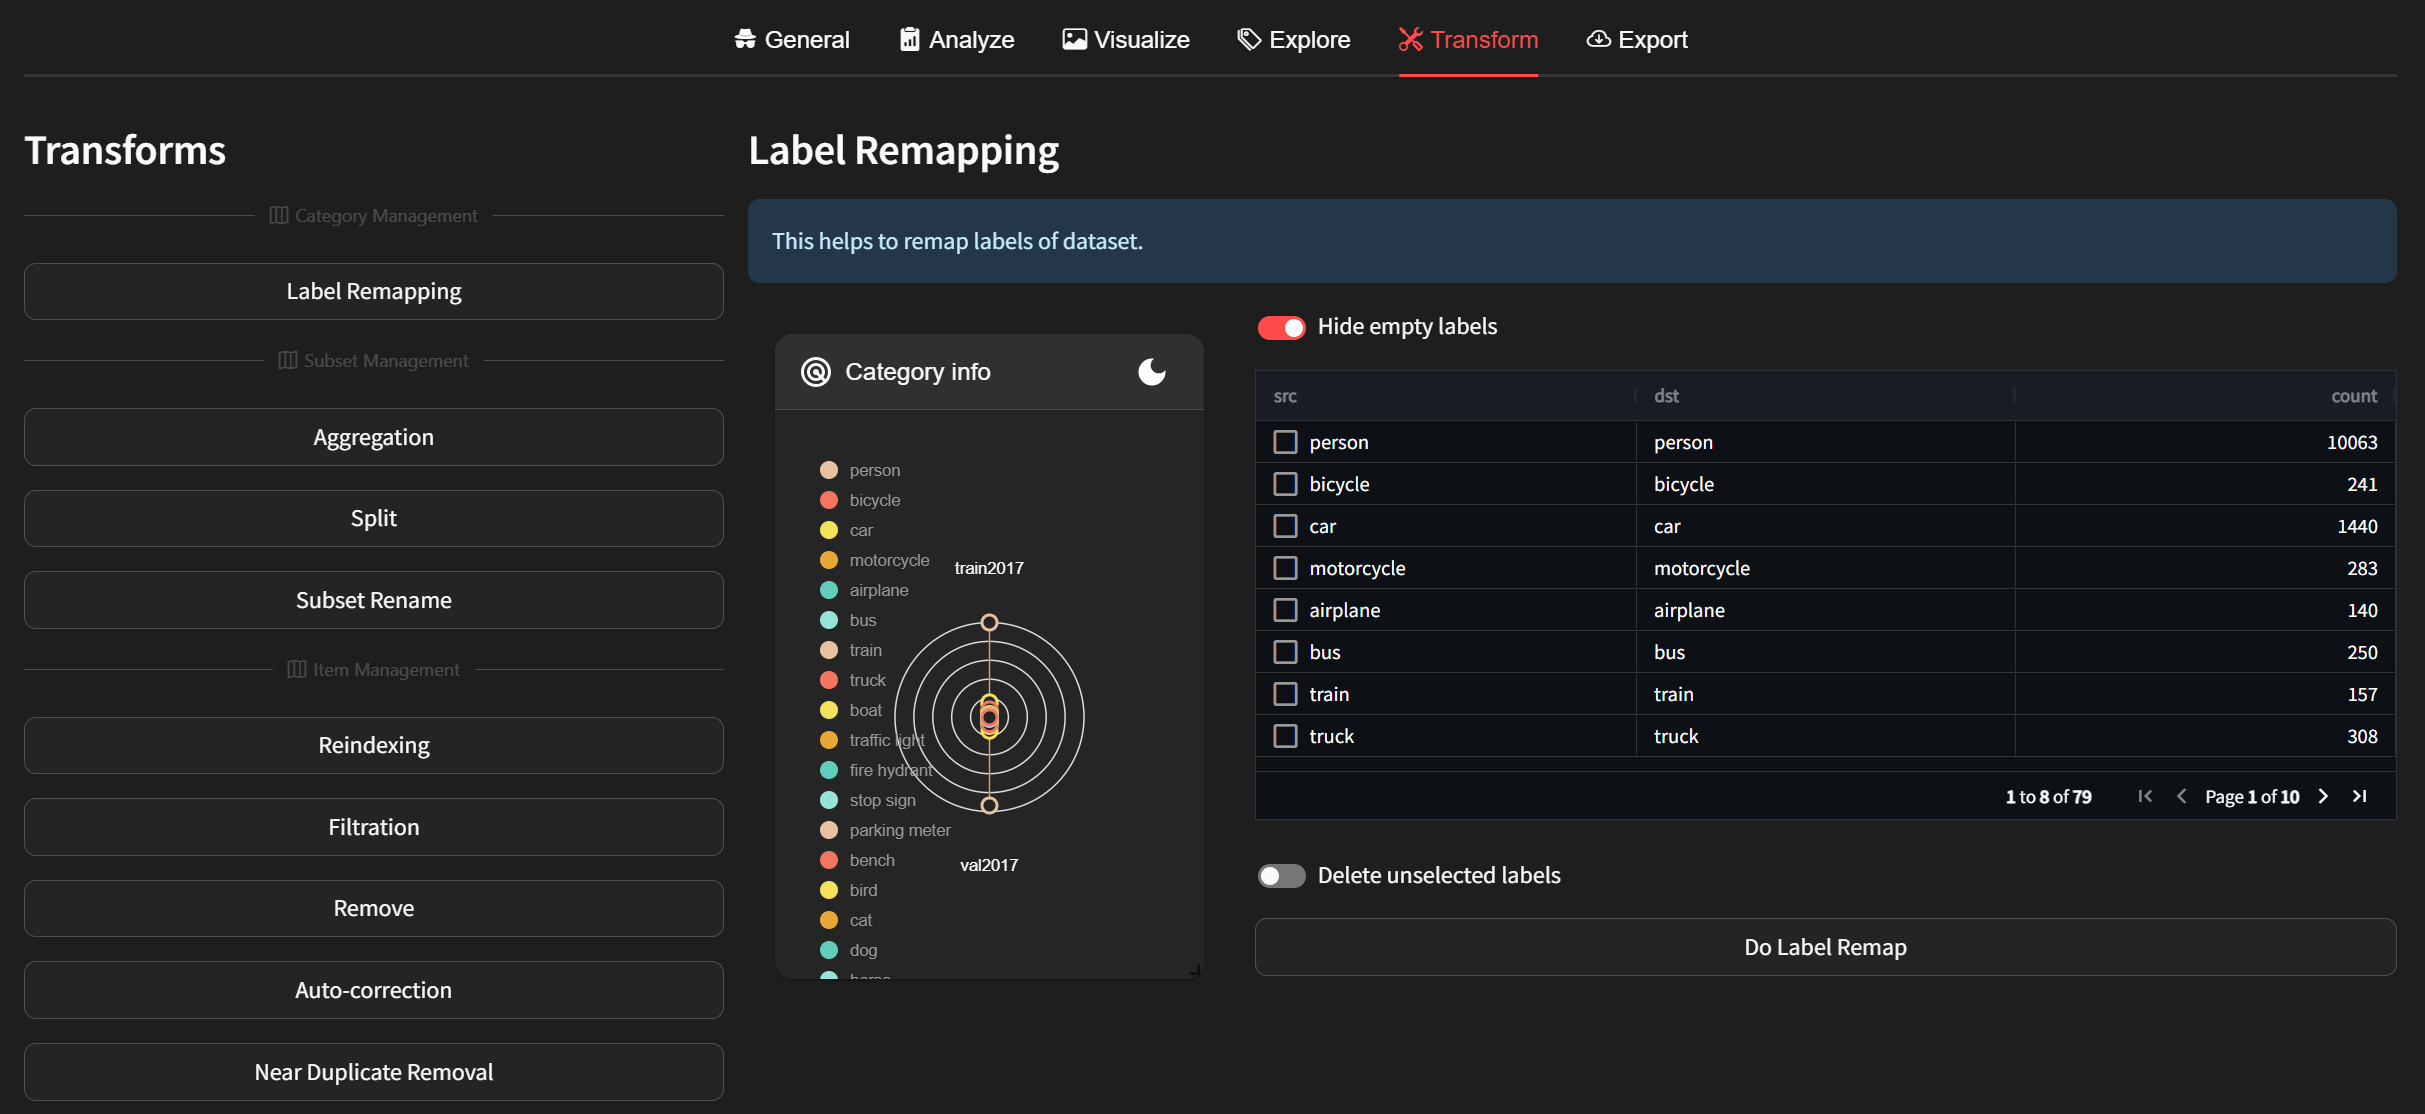 General Analyze Visualize Explore Transform Export
Transforms
Category Management
Label Remapping
Subset Management
Aggregation
Split
Subset Rename
Item Management
Reindexing
Filtration
Remove
Auto-correction
Near Duplicate Removal
Label Remapping
This helps to remap labels of dataset.
Category info
person
bicycle
car
motorcycle
airplane
bus
train
truck
boat
traffic light
fire hydrant
stop sign
parking meter
bench
bird
cat
dog
horse
train2017
val2017
Hide empty labels
src dst count
person person 10063
bicycle bicycle 241
car car 1440
motorcycle motorcycle 283
airplane airplane 140
bus bus 250
train train 157
truck truck 308
1 to 8 of 79 Page 1 of 10
Delete unselected labels
Do Label Remap